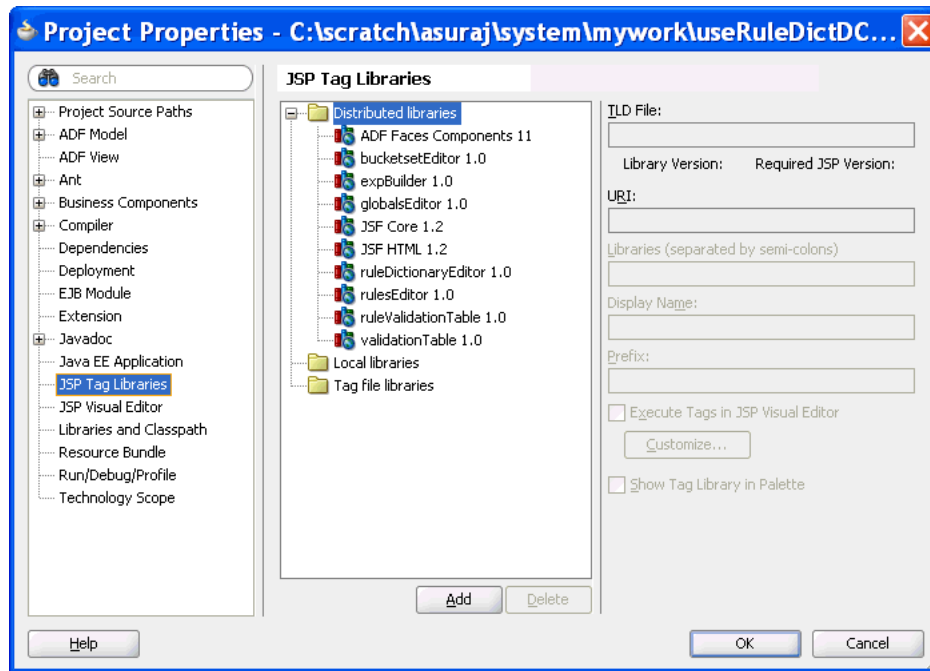 Project Properties - C:\scratch\asuraj\system\mywork\useRuleDictDC...
Search
Project Source Paths
ADF Model
ADF View
Ant
Business Components
Compiler
Dependencies
Deployment
EJB Module
Extension
Javadoc
Java EE Application
JSP Tag Libraries
JSP Visual Editor
Libraries and Classpath
Resource Bundle
Run/Debug/Profile
Technology Scope
JSP Tag Libraries
Distributed libraries
ADF Faces Components 11
bucketsetEditor 1.0
expBuilder 1.0
globalsEditor 1.0
JSF Core 1.2
JSF HTML 1.2
ruleDictionaryEditor 1.0
rulesEditor 1.0
ruleValidationTable 1.0
validationTable 1.0
Local libraries
Tag file libraries
Add
Delete
TLD File:
Library Version: Required JSP Version:
URI:
Libraries (separated by semi-colons)
Display Name:
Prefix:
Execute Tags in JSP Visual Editor
Customize...
Show Tag Library in Palette
Help
OK
Cancel